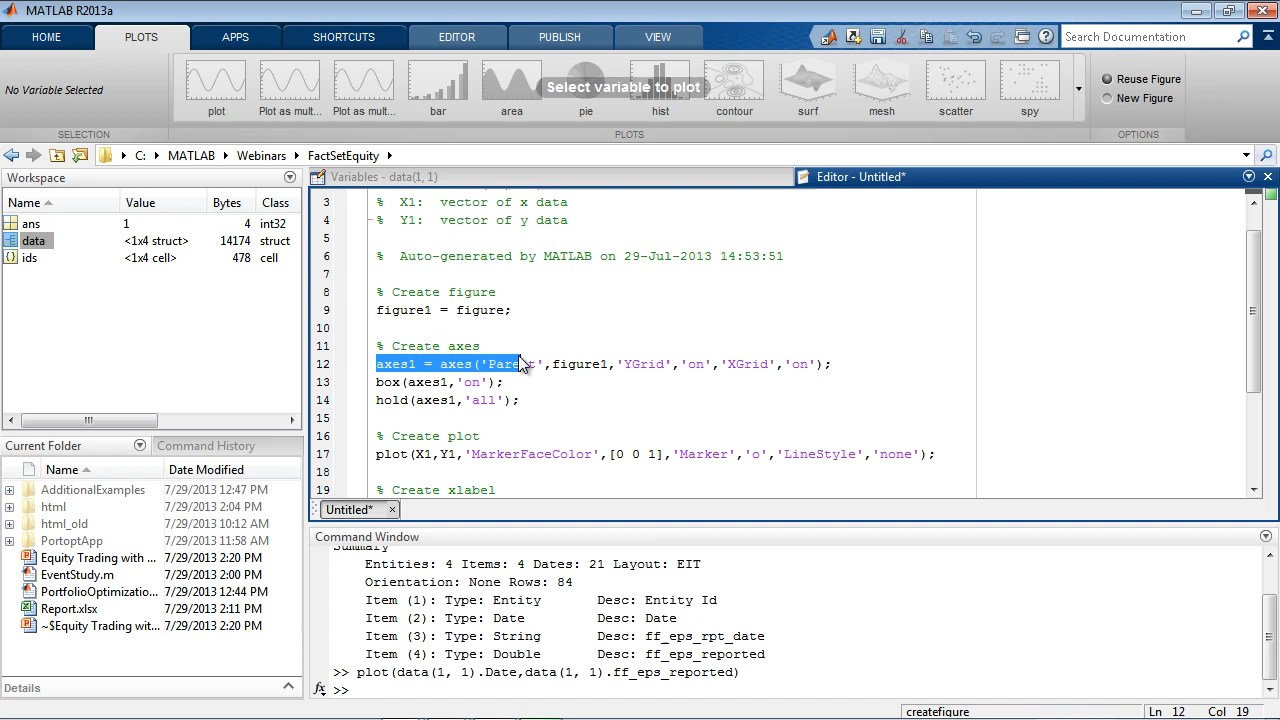 MATLAB R2013a
HOME PLOTS APPS SHORTCUTS EDITOR PUBLISH VIEW
Search Documentation
No Variable Selected
Select variable to plot
plot Plot as mult... Plot as mult... bar area pie hist contour surf mesh scatter spy
Reuse Figure
New Figure
SELECTION PLOTS OPTIONS
C: MATLAB Webinars FactSetEquity
Workspace
Name Value Bytes Class
ans 1 4 int32
data <1x4 struct> 14174 struct
ids <1x4 cell> 478 cell
Current Folder Command History
Name Date Modified
AdditionalExamples 7/29/2013 12:47 PM
html 7/29/2013 2:04 PM
html_old 7/29/2013 10:12 AM
PortoptApp 7/29/2013 11:58 AM
Equity Trading with ... 7/29/2013 2:20 PM
EventStudy.m 7/29/2013 2:00 PM
PortfolioOptimizatio... 7/29/2013 12:44 PM
Report.xlsx 7/29/2013 2:11 PM
~$Equity Trading wit... 7/29/2013 2:20 PM
Details
Variables - data(1, 1)
Editor - Untitled*
3 % X1: vector of x data
4 % Y1: vector of y data
5
6 % Auto-generated by MATLAB on 29-Jul-2013 14:53:51
7
8 % Create figure
9 figure1 = figure;
10
11 % Create axes
12 axes1 = axes('Parent',figure1,'YGrid','on','XGrid','on');
13 box(axes1,'on');
14 hold(axes1,'all');
15
16 % Create plot
17 plot(X1,Y1,'MarkerFaceColor',[0 0 1],'Marker','o','LineStyle','none');
18
19 % Create xlabel
Untitled*
Command Window
Summary
Entities: 4 Items: 4 Dates: 21 Layout: EIT
Orientation: None Rows: 84
Item (1): Type: Entity Desc: Entity Id
Item (2): Type: Date Desc: Date
Item (3): Type: String Desc: ff_eps_rpt_date
Item (4): Type: Double Desc: ff_eps_reported
>> plot(data(1, 1).Date,data(1, 1).ff_eps_reported)
fx >>
createfigure Ln 12 Col 19